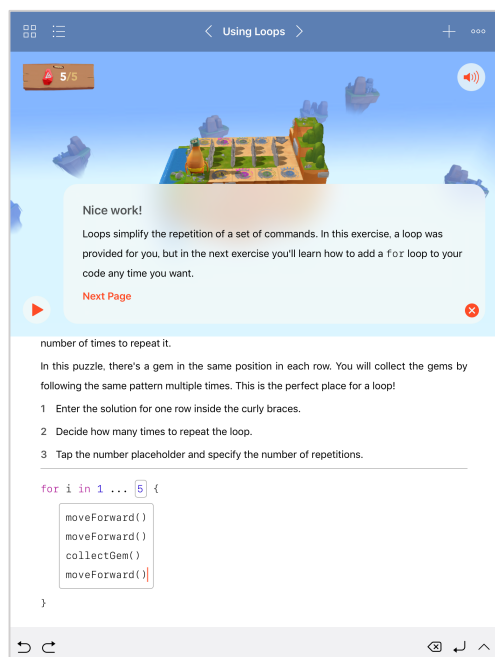 Using Loops
5/5
Nice work!
Loops simplify the repetition of a set of commands. In this exercise, a loop was
provided for you, but in the next exercise you'll learn how to add a for loop to your
code any time you want.
Next Page
number of times to repeat it.
In this puzzle, there's a gem in the same position in each row. You will collect the gems by
following the same pattern multiple times. This is the perfect place for a loop!
1 Enter the solution for one row inside the curly braces.
2 Decide how many times to repeat the loop.
3 Tap the number placeholder and specify the number of repetitions.
for i in 1 ... 5 {
moveForward()
moveForward()
collectGem()
moveForward()
}